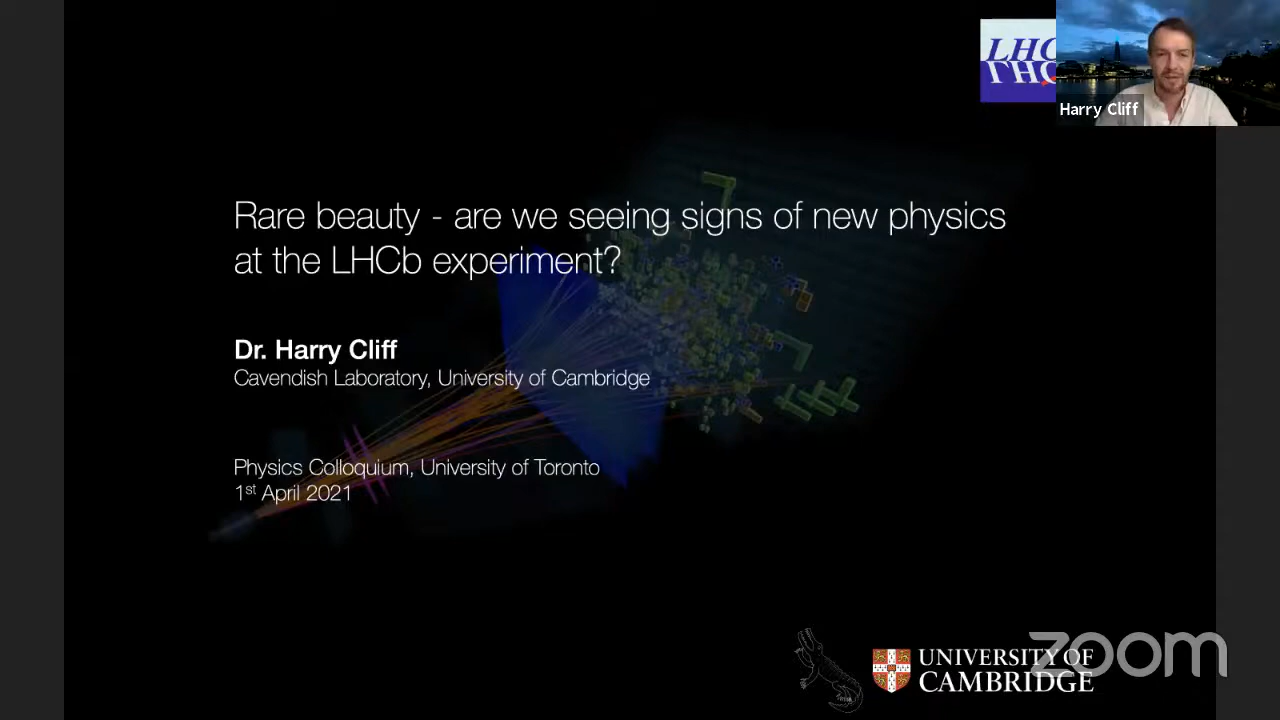 LHC
Harry Cliff
Rare beauty - are we seeing signs of new physics
at the LHCb experiment?
Dr. Harry Cliff
Cavendish Laboratory, University of Cambridge
Physics Colloquium, University of Toronto
1st April 2021
UNIVERSITY OF
CAMBRIDGE
zoom